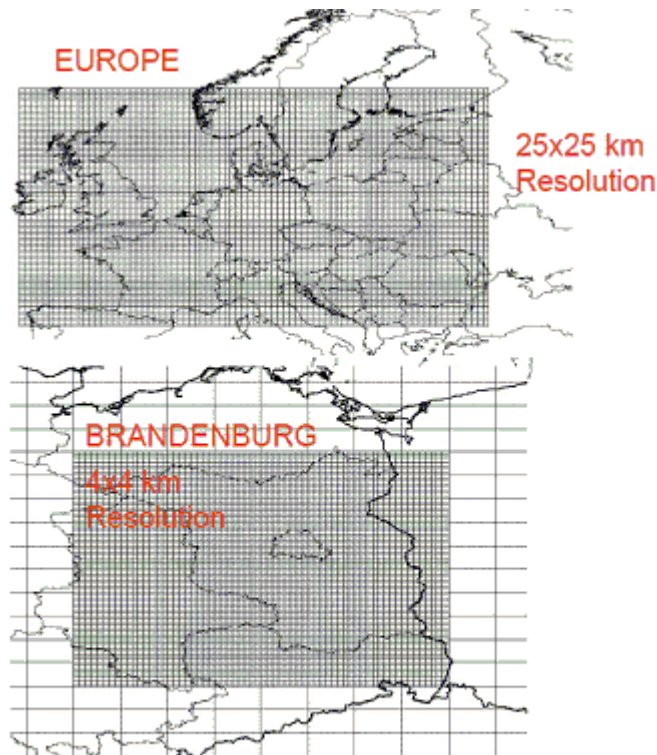 EUROPE
25x25 km
Resolution
BRANDENBURG
4x4 km
Resolution